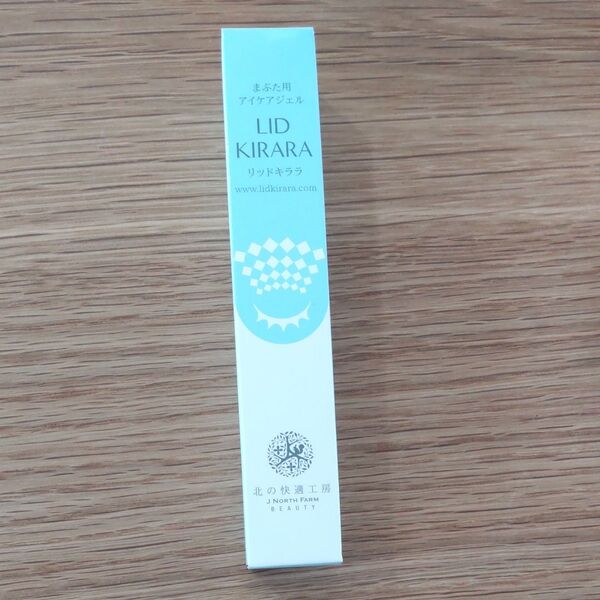 まぶた用
アイケアジェル
LID
KIRARA
リッドキララ
www.lidkirara.com
北の快適工房
J NORTH FARM
BEAUTY